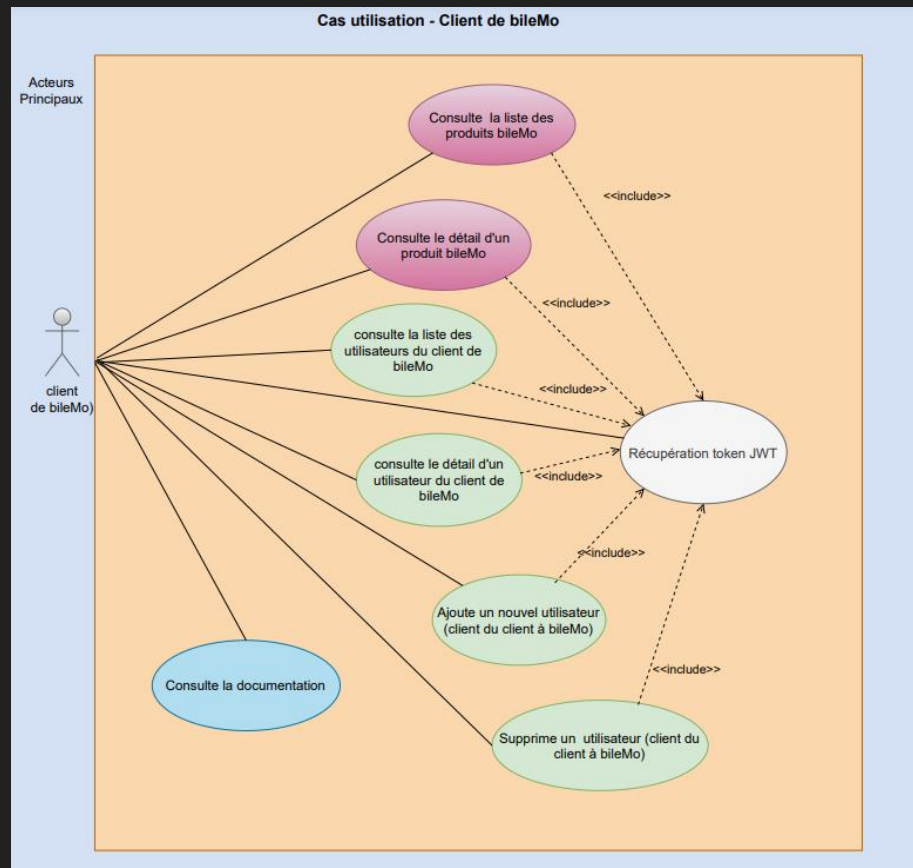 Cas utilisation - Client de bileMo
Acteurs
Principaux
Consulte la liste des
produits bileMo
<<include>>
Consulte le détail d'un
produit bileMo
<<include>>
consulte la liste des
utilisateurs du client de
bileMo
<<include>>
client
de bileMo)
Récupération token JWT
consulte le détail d'un
utilisateur du client de
bileMo
<<include>>
<<include>>
Ajoute un nouvel utilisateur
(client du client à bileMo)
<<include>>
Consulte la documentation
Supprime un utilisateur (client du
client à bileMo)